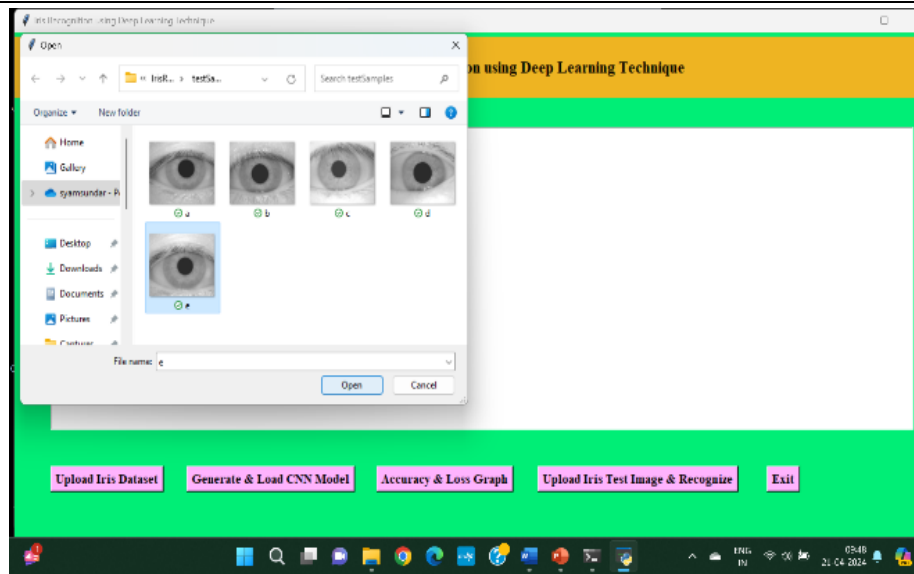 Iris Recognition using Deep Learning Technique
Open
on using Deep Learning Technique
« IrisR... › testSa...
Search testSamples
Organize
New folder
Home
Gallery
syamsundar - P
a
b
c
d
Desktop
Downloads
Documents
Pictures
e
File name: e
Open
Cancel
Upload Iris Dataset
Generate & Load CNN Model
Accuracy & Loss Graph
Upload Iris Test Image & Recognize
Exit
ENG
IN
09:48
21-04-2024